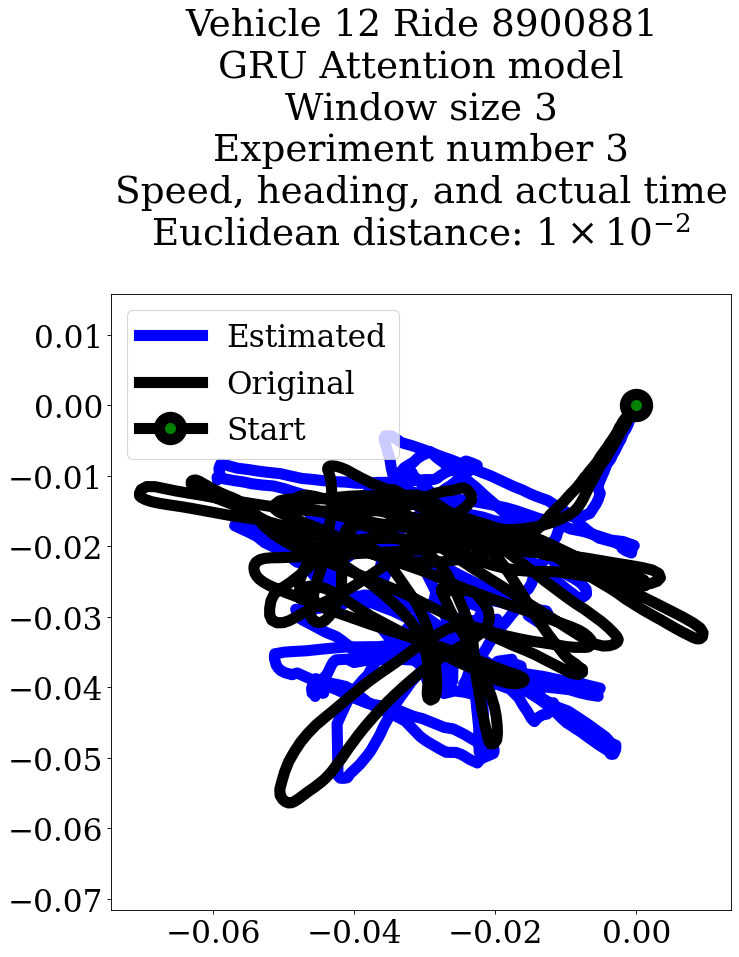 Vehicle 12 Ride 8900881
GRU Attention model
Window size 3
Experiment number 3
Speed, heading, and actual time
Euclidean distance: 1 × 10⁻²
Estimated
Original
Start
0.01
0.00
−0.01
−0.02
−0.03
−0.04
−0.05
−0.06
−0.07
−0.06 −0.04 −0.02 0.00